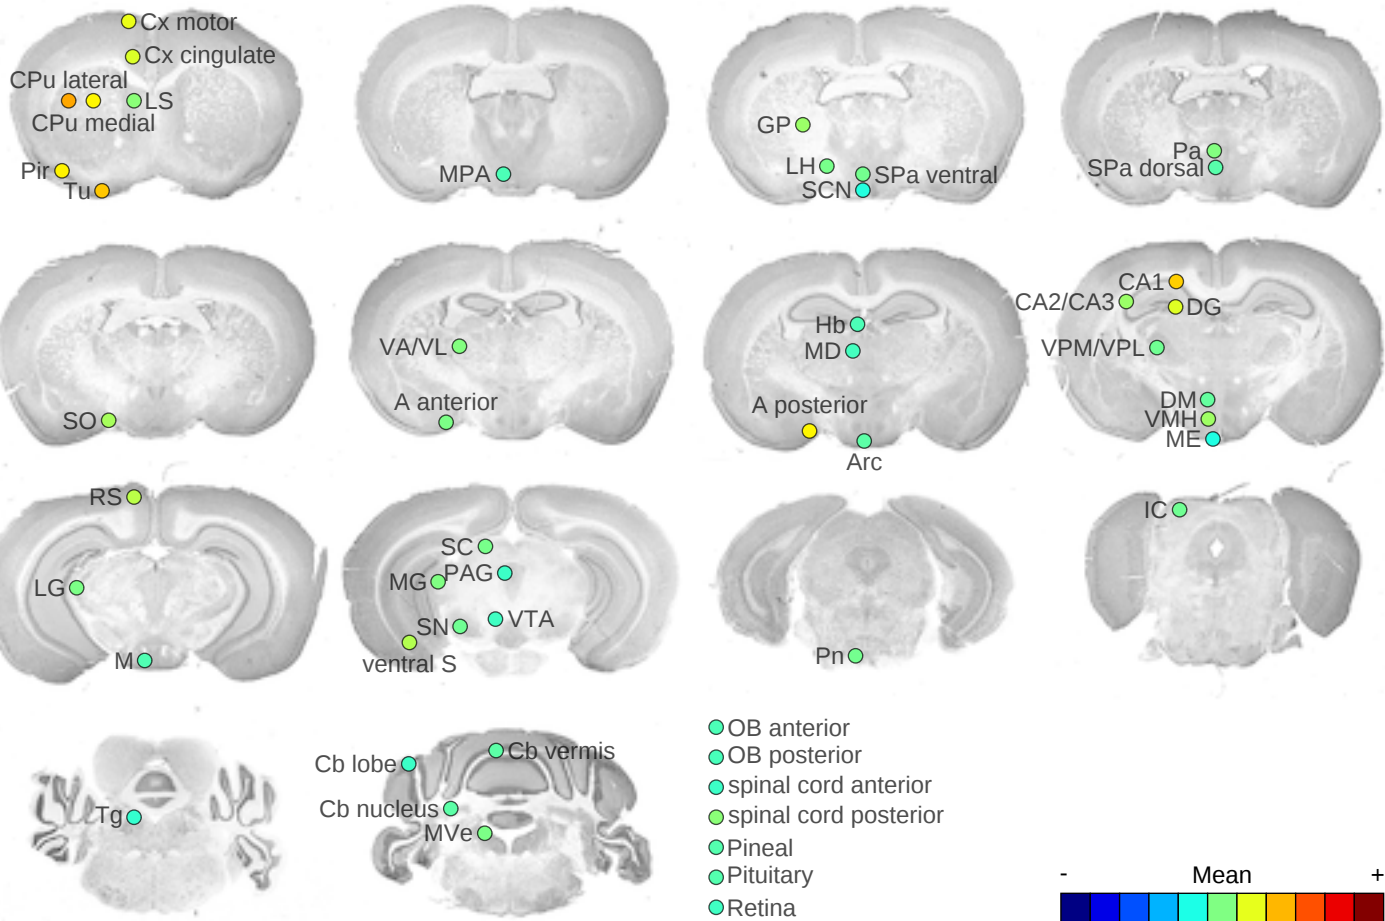 Cx motor
Cx cingulate
CPu lateral
LS
CPu medial
Pir
Tu
MPA
GP
LH
SPa ventral
SCN
Pa
SPa dorsal
SO
VA/VL
A anterior
Hb
MD
A posterior
Arc
CA1
CA2/CA3
DG
VPM/VPL
DM
VMH
ME
RS
LG
M
SC
PAG
MG
VTA
SN
ventral S
Pn
IC
Tg
Cb lobe
Cb vermis
Cb nucleus
MVe
OB anterior
OB posterior
spinal cord anterior
spinal cord posterior
Pineal
Pituitary
Retina
- Mean +